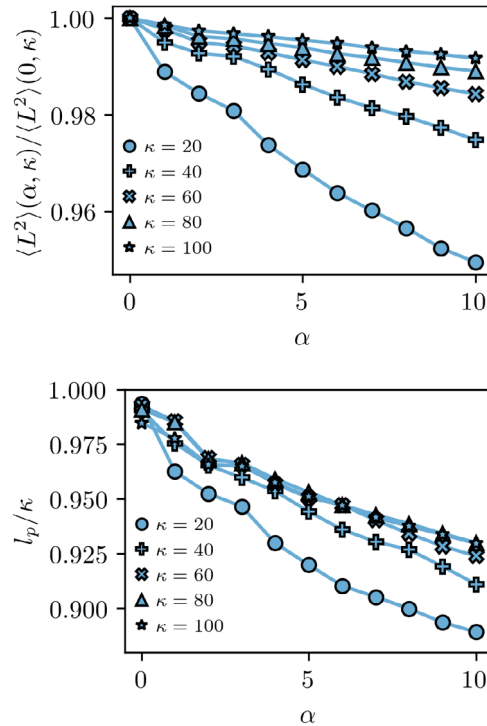 1.00
0.98
0.96
⟨L²⟩(α, κ)/⟨L²⟩(0, κ)
κ = 20
κ = 40
κ = 60
κ = 80
κ = 100
0 5 10
α
1.000
0.975
0.950
0.925
0.900
l_p/κ
κ = 20
κ = 40
κ = 60
κ = 80
κ = 100
0 5 10
α